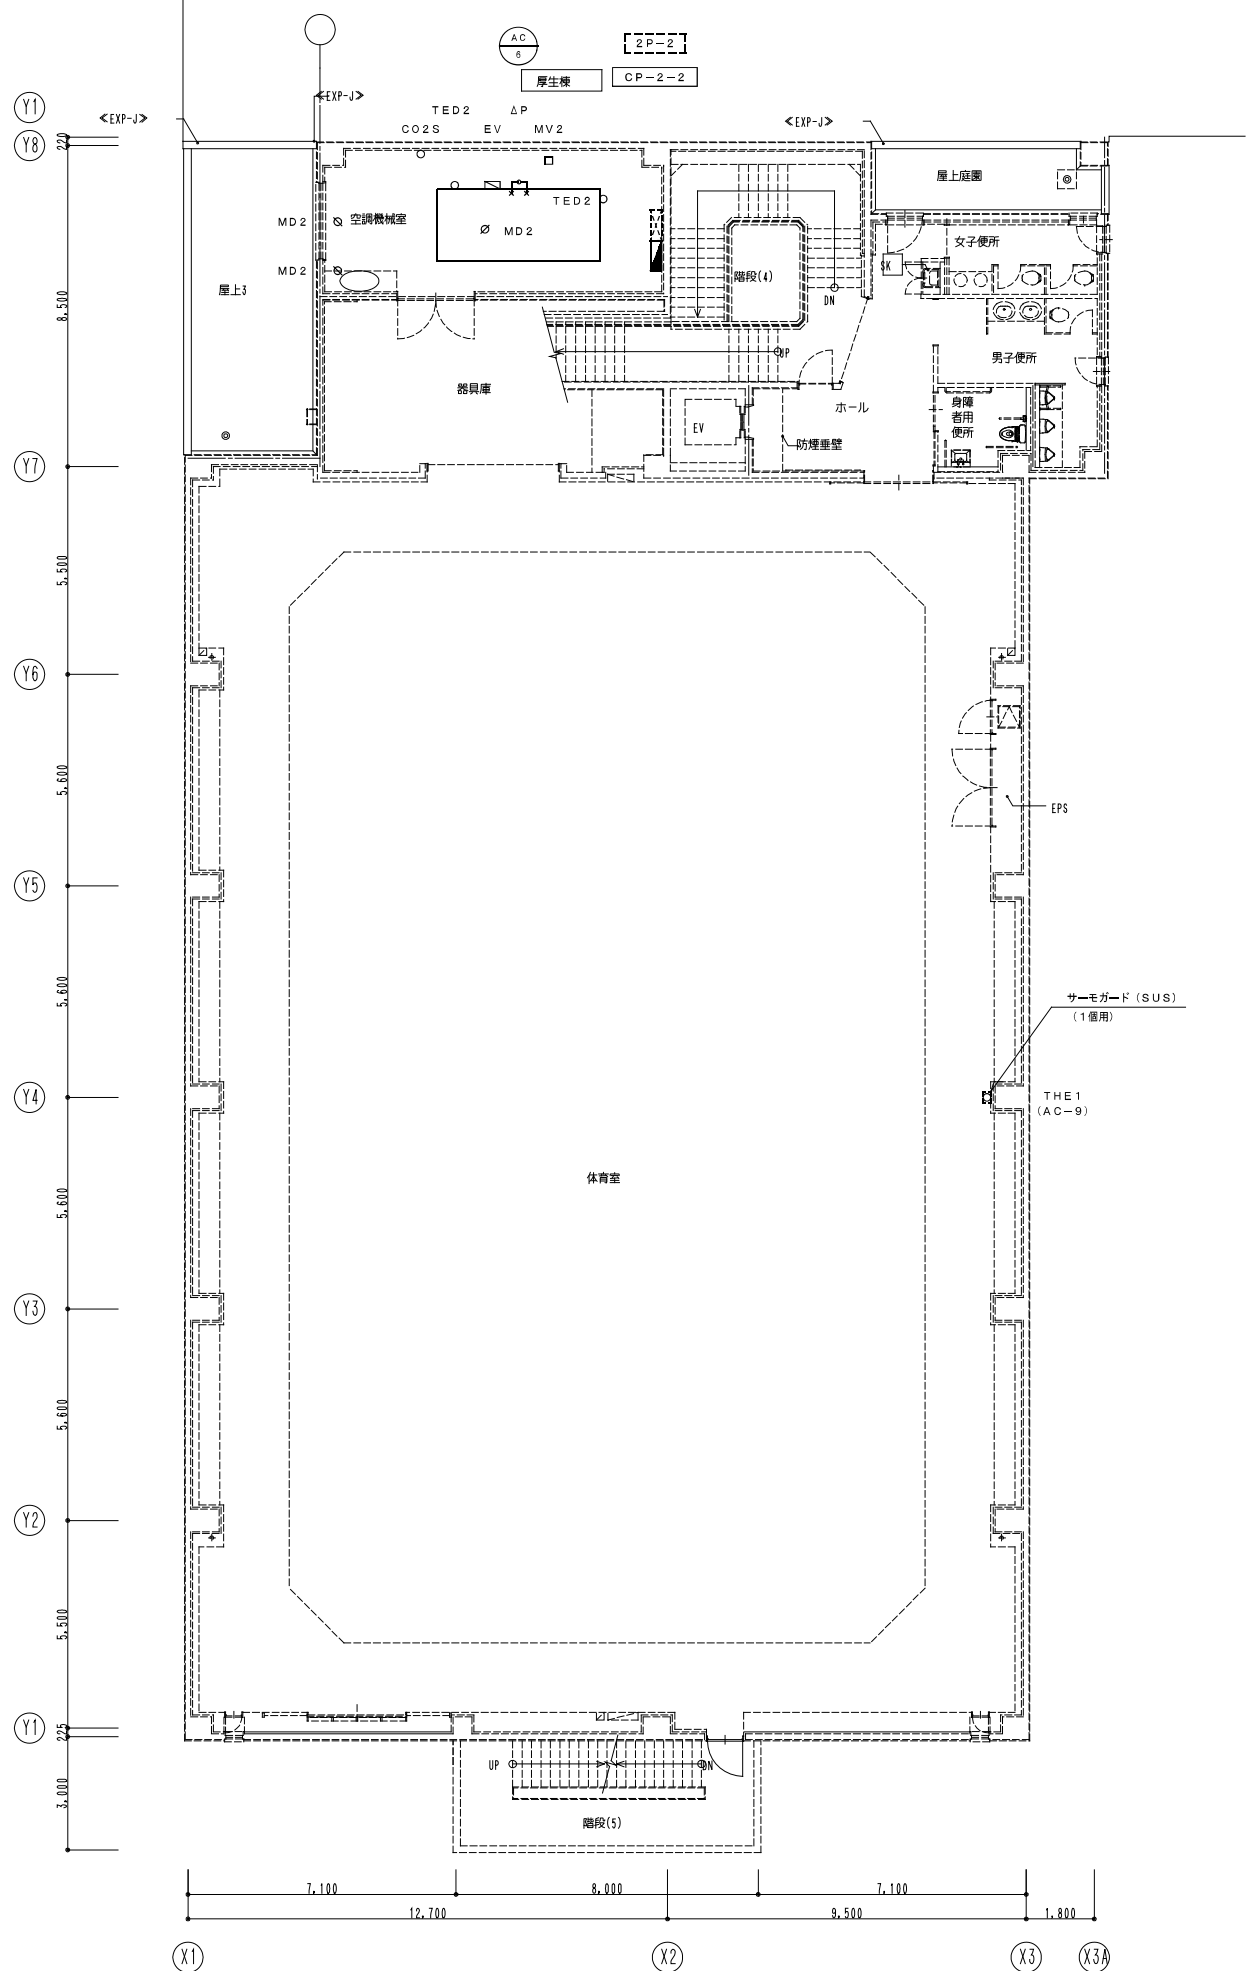 AC
6
2P-2
厚生棟
CP-2-2
Y1
≪EXP-J≫
≪EXP-J≫
TED2 ΔP
CO2S EV MV2
≪EXP-J≫
220
Y8
屋上庭園
TED2
空調機械室
MD2
MD2
女子便所
SK
MD2
階段(4)
屋上3
DN
8,500
UP
男子便所
器具庫
ホール
身障
者用
便所
EV
防煙垂壁
Y7
5,500
Y6
5,600
EPS
Y5
5,600
サーモガード(SUS)
(1個用)
Y4
THE1
(AC-9)
体育室
5,600
Y3
5,600
Y2
5,500
Y1
225
UP
DN
3,000
階段(5)
7,100
8,000
7,100
12,700
9,500
1,800
X1
X2
X3
X3A